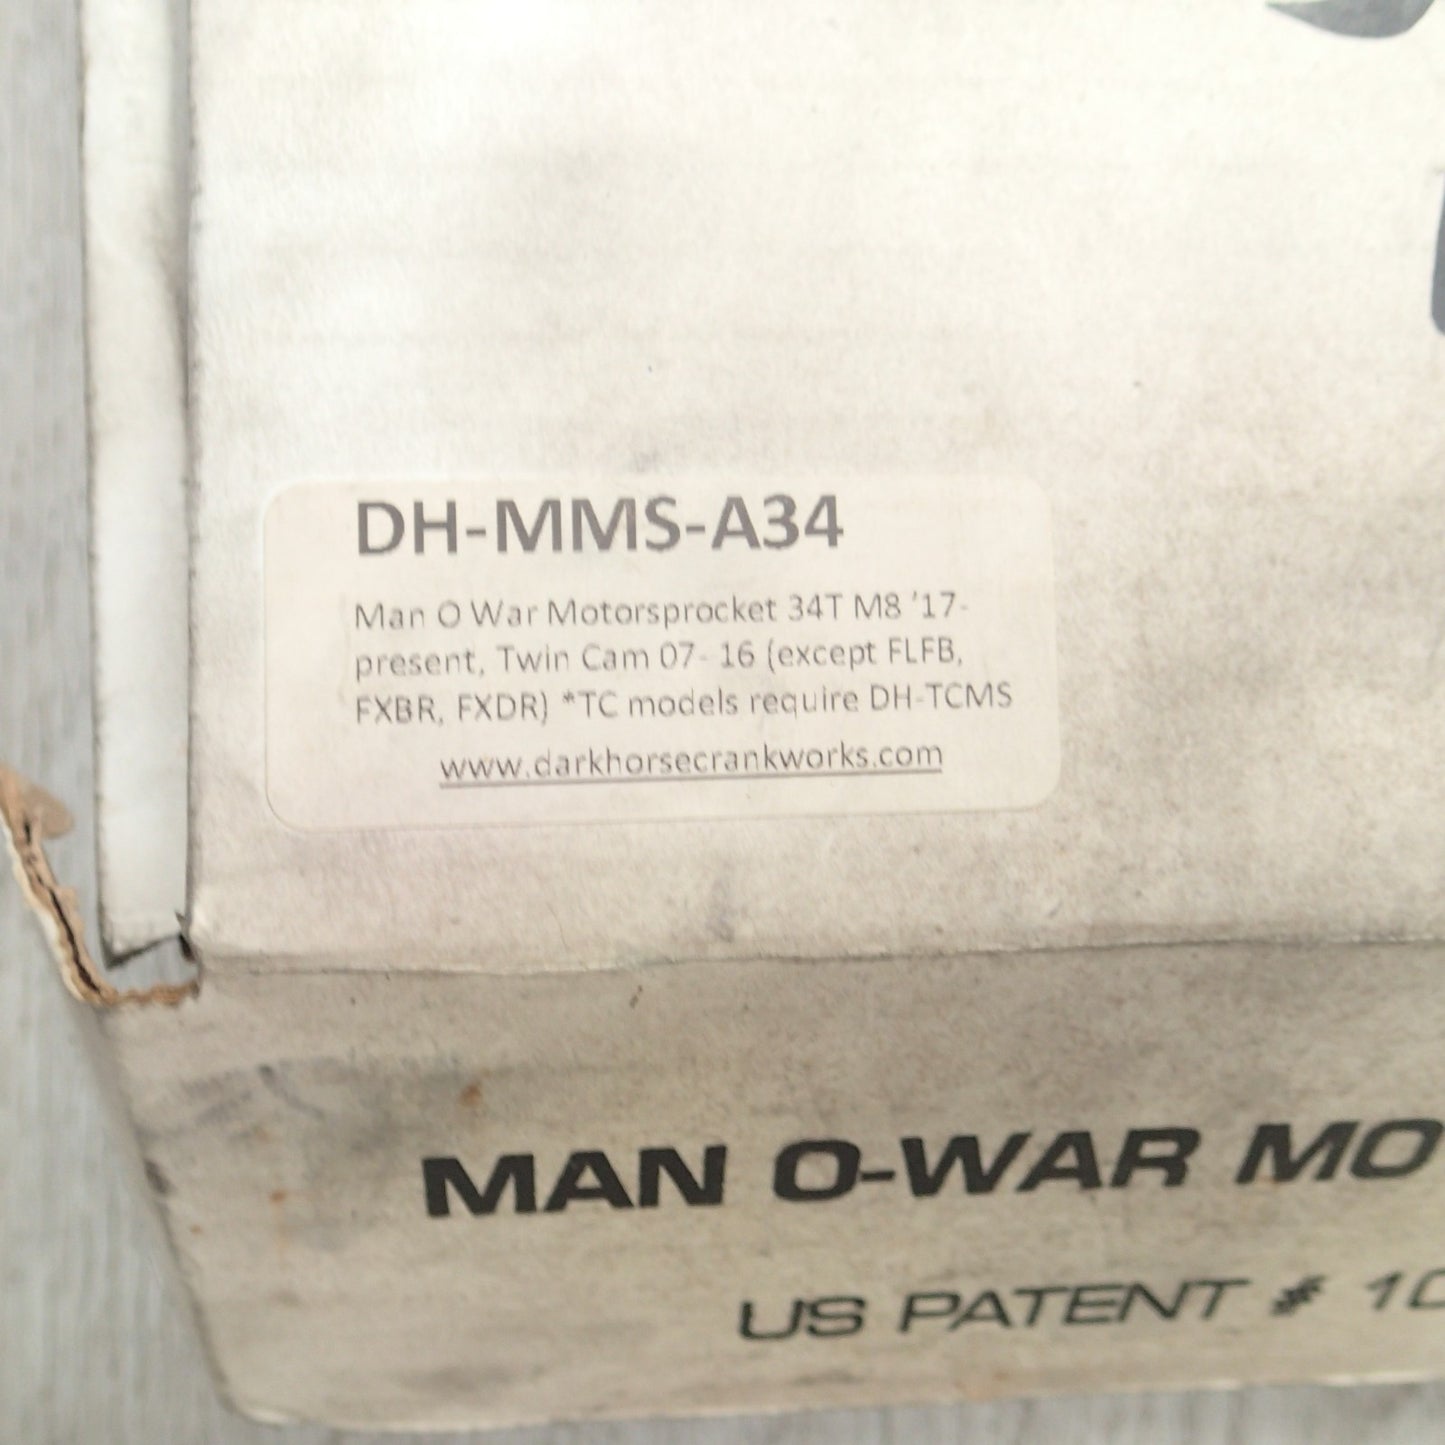 DH-MMS-A34
Man O War Motorsprocket 34T M8 '17-
present, Twin Cam 07- 16 (except FLFB,
FXBR, FXDR) *TC models require DH-TCMS
www.darkhorsecrankworks.com
MAN O-WAR MO
US PATENT # 10